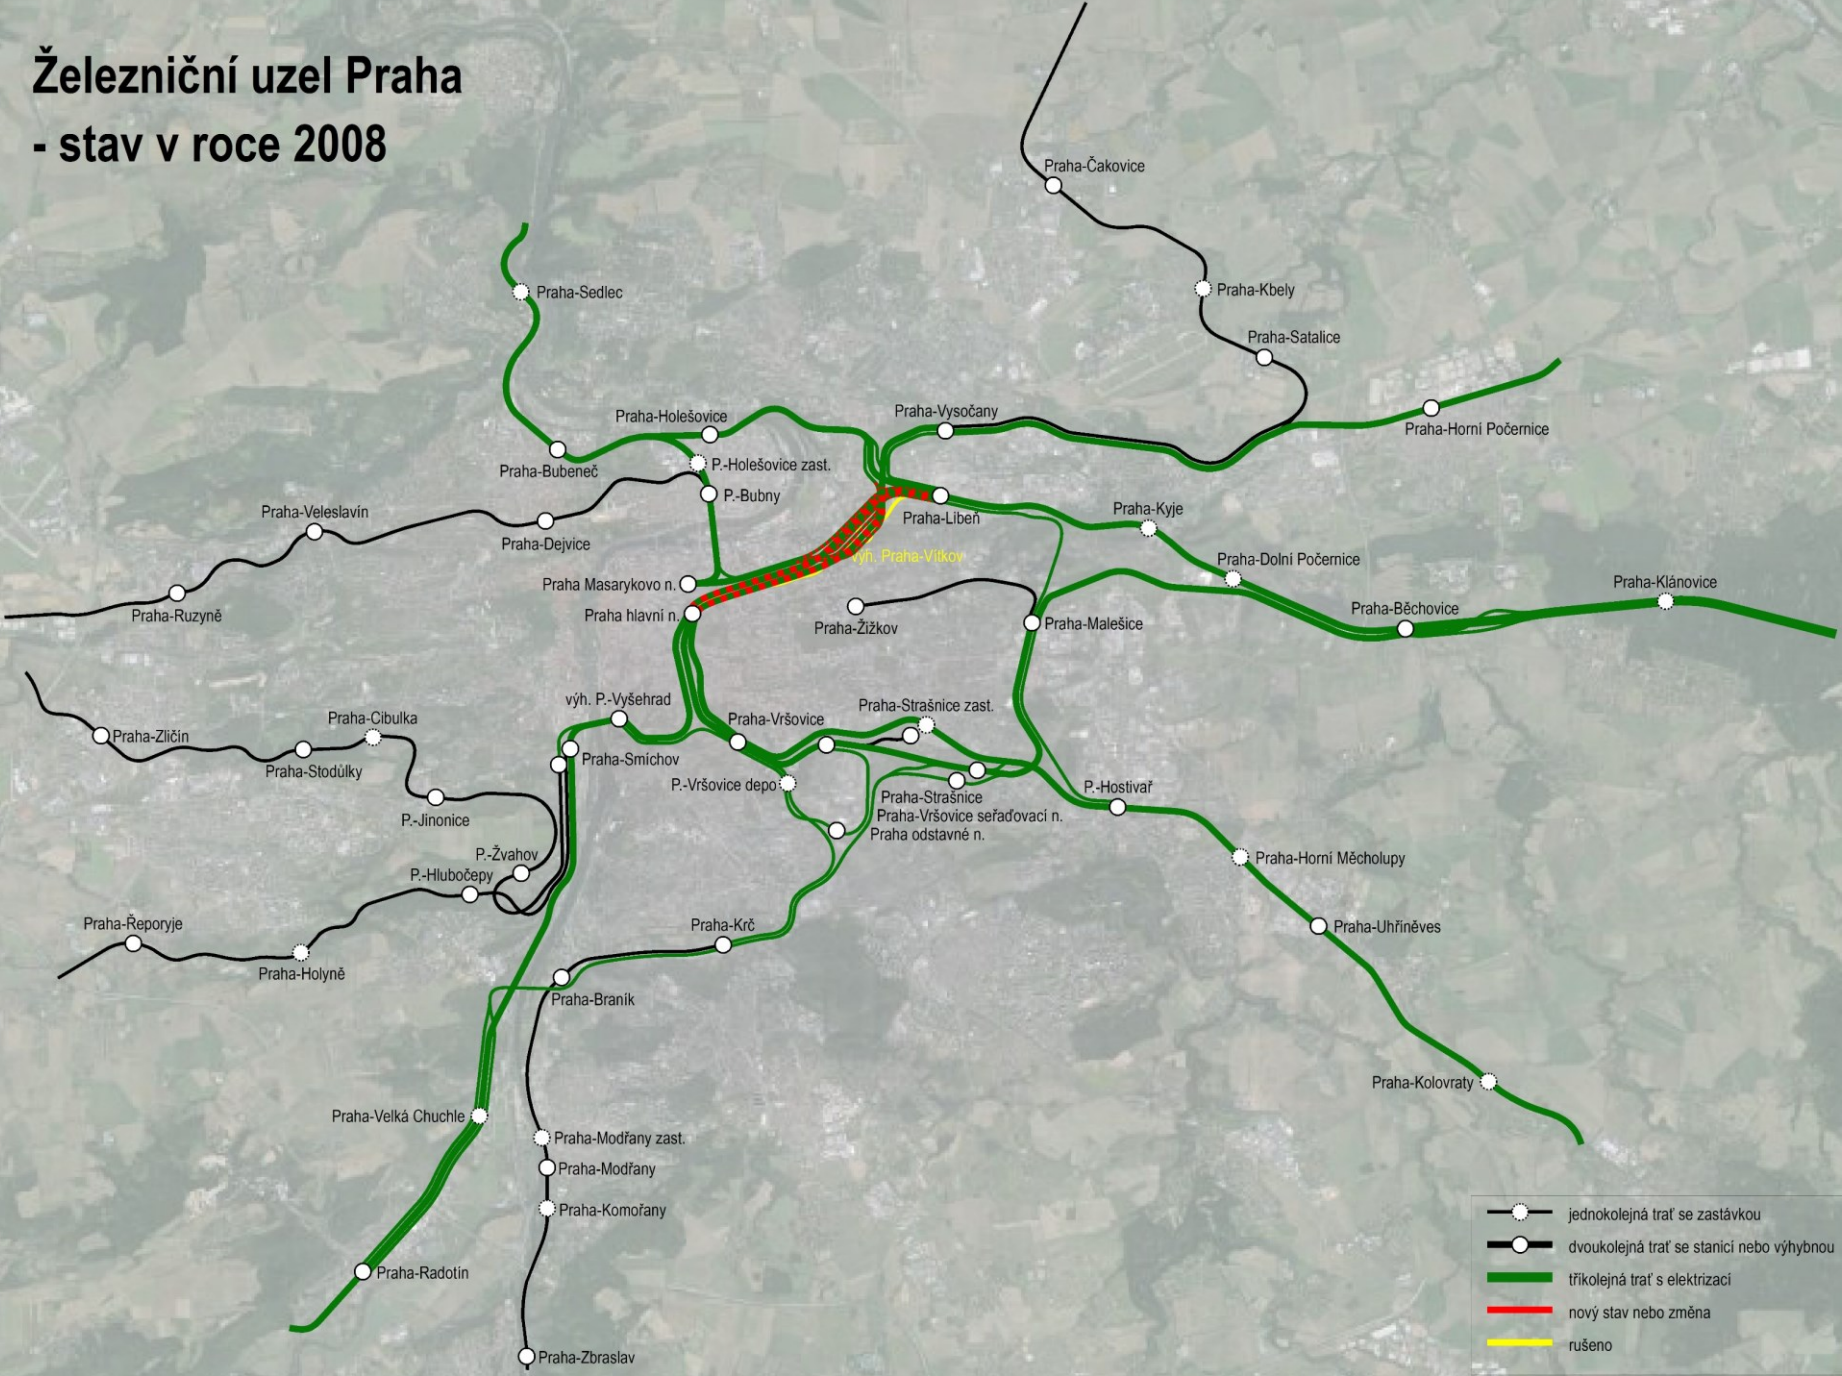 Železniční uzel Praha
- stav v roce 2008
Praha-Čakovice
Praha-Kbely
Praha-Sedlec
Praha-Satalice
Praha-Holešovice
Praha-Vysočany
Praha-Horní Počernice
Praha-Bubeneč
P.-Holešovice zast.
P.-Bubny
Praha-Veleslavín
Praha-Dejvice
Praha-Libeň
Praha-Kyje
výh. Praha-Vítkov
Praha-Dolní Počernice
Praha Masarykovo n.
Praha-Klánovice
Praha-Ruzyně
Praha hlavní n.
Praha-Žižkov
Praha-Malešice
Praha-Běchovice
výh. P.-Vyšehrad
Praha-Strašnice zast.
Praha-Cibulka
Praha-Vršovice
Praha-Zličín
Praha-Stodůlky
Praha-Smíchov
P.-Vršovice depo
P.-Hostivař
Praha-Strašnice
Praha-Vršovice seřaďovací n.
Praha odstavné n.
P.-Jinonice
P.-Žvahov
P.-Hlubočepy
Praha-Horní Měcholupy
Praha-Řeporyje
Praha-Krč
Praha-Uhříněves
Praha-Holyně
Praha-Braník
Praha-Kolovraty
Praha-Velká Chuchle
Praha-Modřany zast.
Praha-Modřany
Praha-Komořany
Praha-Radotín
Praha-Zbraslav
jednokolejná trať se zastávkou
dvoukolejná trať se stanicí nebo výhybnou
tříkolejná trať s elektrizací
nový stav nebo změna
rušeno